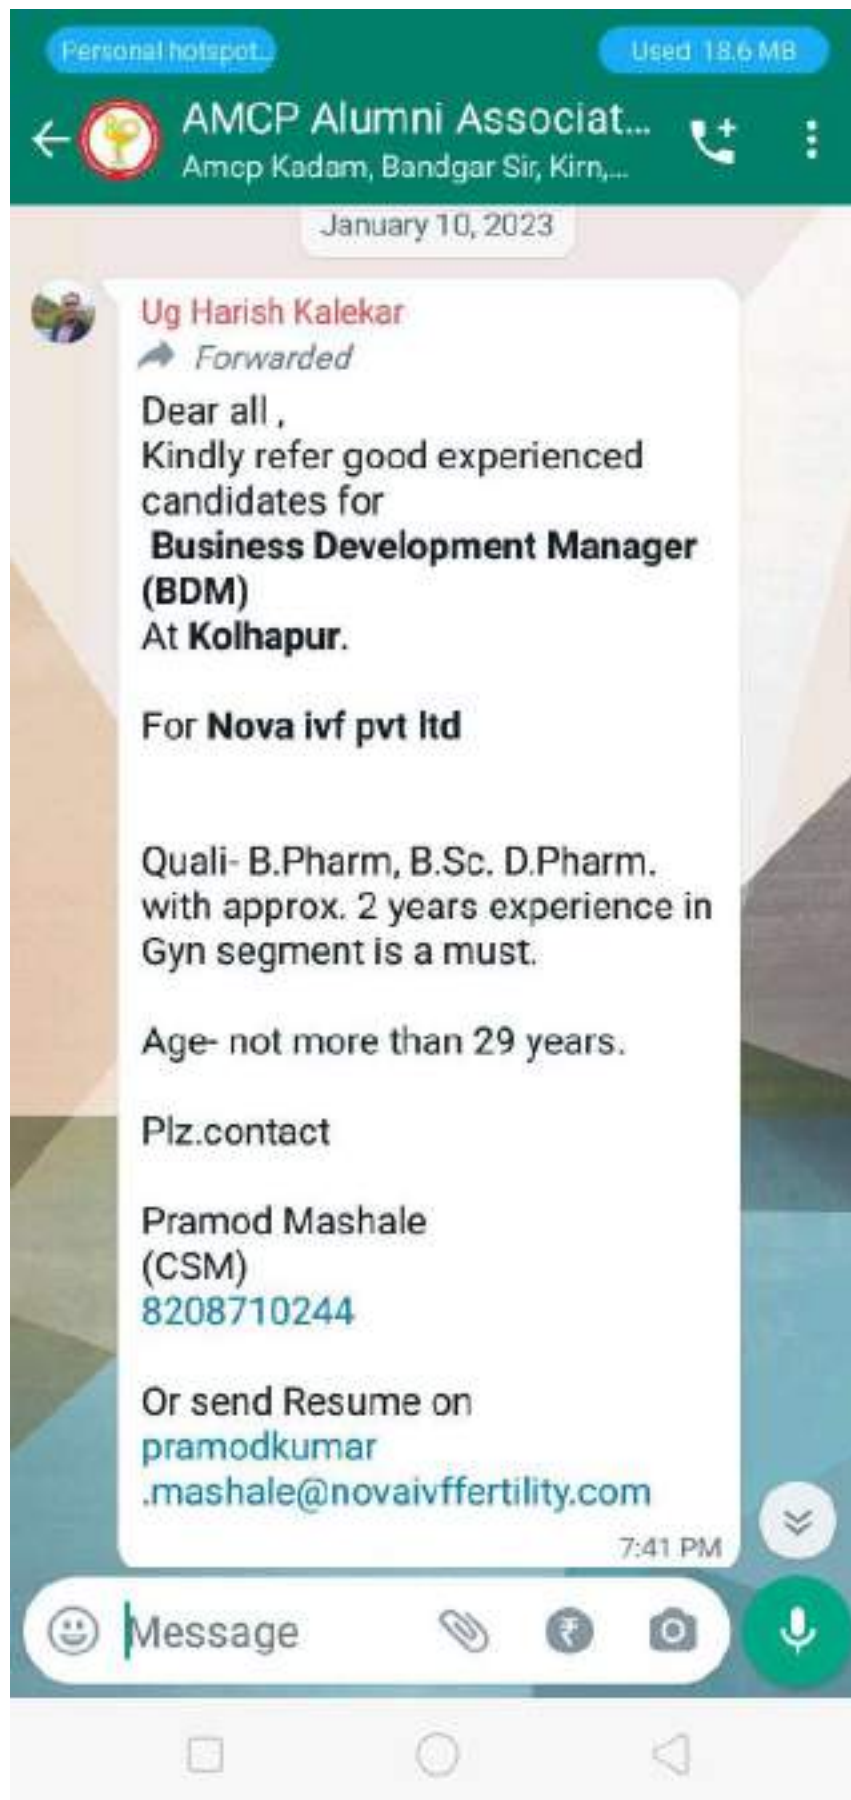 Personal hotspot...
Used 18.6 MB
AMCP Alumni Associat...
Amcp Kadam, Bandgar Sir, Kirn,...
January 10, 2023
Ug Harish Kalekar
Forwarded
Dear all ,
Kindly refer good experienced
candidates for
Business Development Manager
(BDM)
At Kolhapur.
For Nova ivf pvt ltd
Quali- B.Pharm, B.Sc. D.Pharm.
with approx. 2 years experience in
Gyn segment is a must.
Age- not more than 29 years.
Plz.contact
Pramod Mashale
(CSM)
8208710244
Or send Resume on
pramodkumar
.mashale@novaivffertility.com
7:41 PM
Message